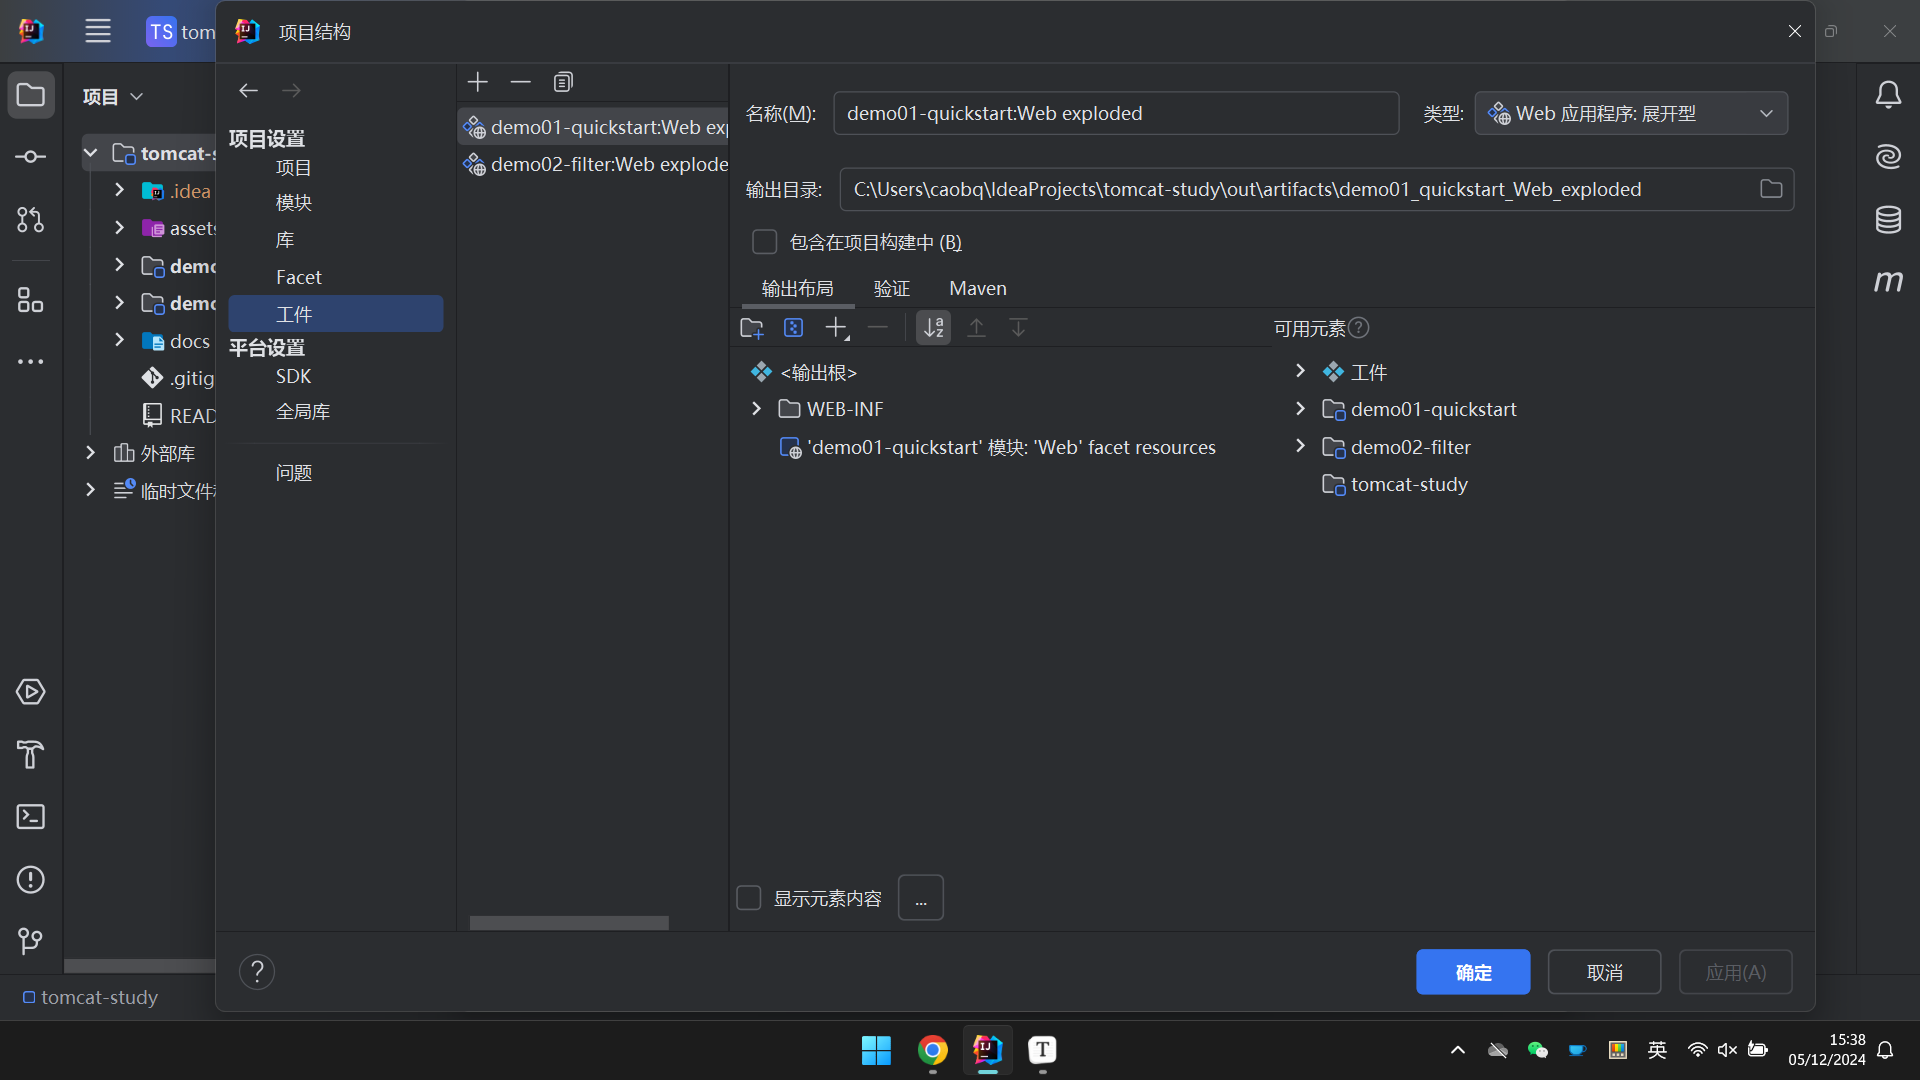 TS tom
项目结构
项目
tomcat-s
.idea
assets
demo
demo
docs
.gitig
READ
外部库
临时文件和
项目设置
项目
模块
库
Facet
工件
平台设置
SDK
全局库
问题
demo01-quickstart:Web exp
demo02-filter:Web explode
名称(M):
demo01-quickstart:Web exploded
类型:
Web 应用程序: 展开型
输出目录:
C:\Users\caobq\IdeaProjects\tomcat-study\out\artifacts\demo01_quickstart_Web_exploded
包含在项目构建中 (B)
输出布局
验证
Maven
可用元素
<输出根>
WEB-INF
'demo01-quickstart' 模块: 'Web' facet resources
工件
demo01-quickstart
demo02-filter
tomcat-study
显示元素内容
...
?
确定
取消
应用(A)
tomcat-study
英
15:38
05/12/2024